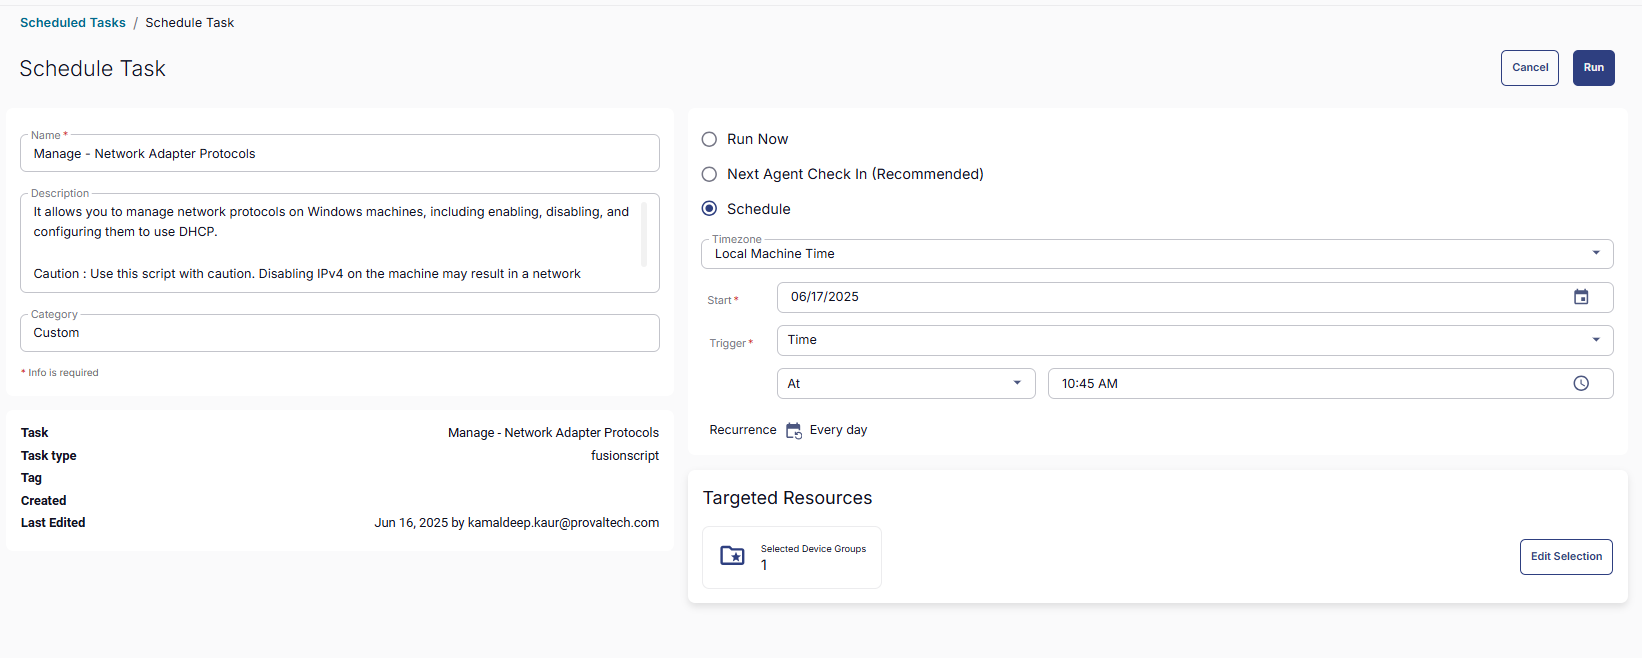 Scheduled Tasks / Schedule Task
Schedule Task
Cancel
Run
Name *
Manage - Network Adapter Protocols
Description
It allows you to manage network protocols on Windows machines, including enabling, disabling, and
configuring them to use DHCP.
Caution : Use this script with caution. Disabling IPv4 on the machine may result in a network
Category
Custom
* Info is required
Task Manage - Network Adapter Protocols
Task type fusionscript
Tag
Created
Last Edited Jun 16, 2025 by kamaldeep.kaur@provaltech.com
Run Now
Next Agent Check In (Recommended)
Schedule
Timezone
Local Machine Time
Start * 06/17/2025
Trigger * Time
At 10:45 AM
Recurrence Every day
Targeted Resources
Selected Device Groups
1
Edit Selection